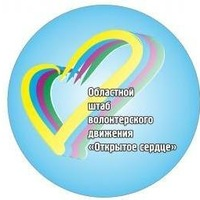 Областной
штаб
волонтерского
движения
«Открытое сердце»